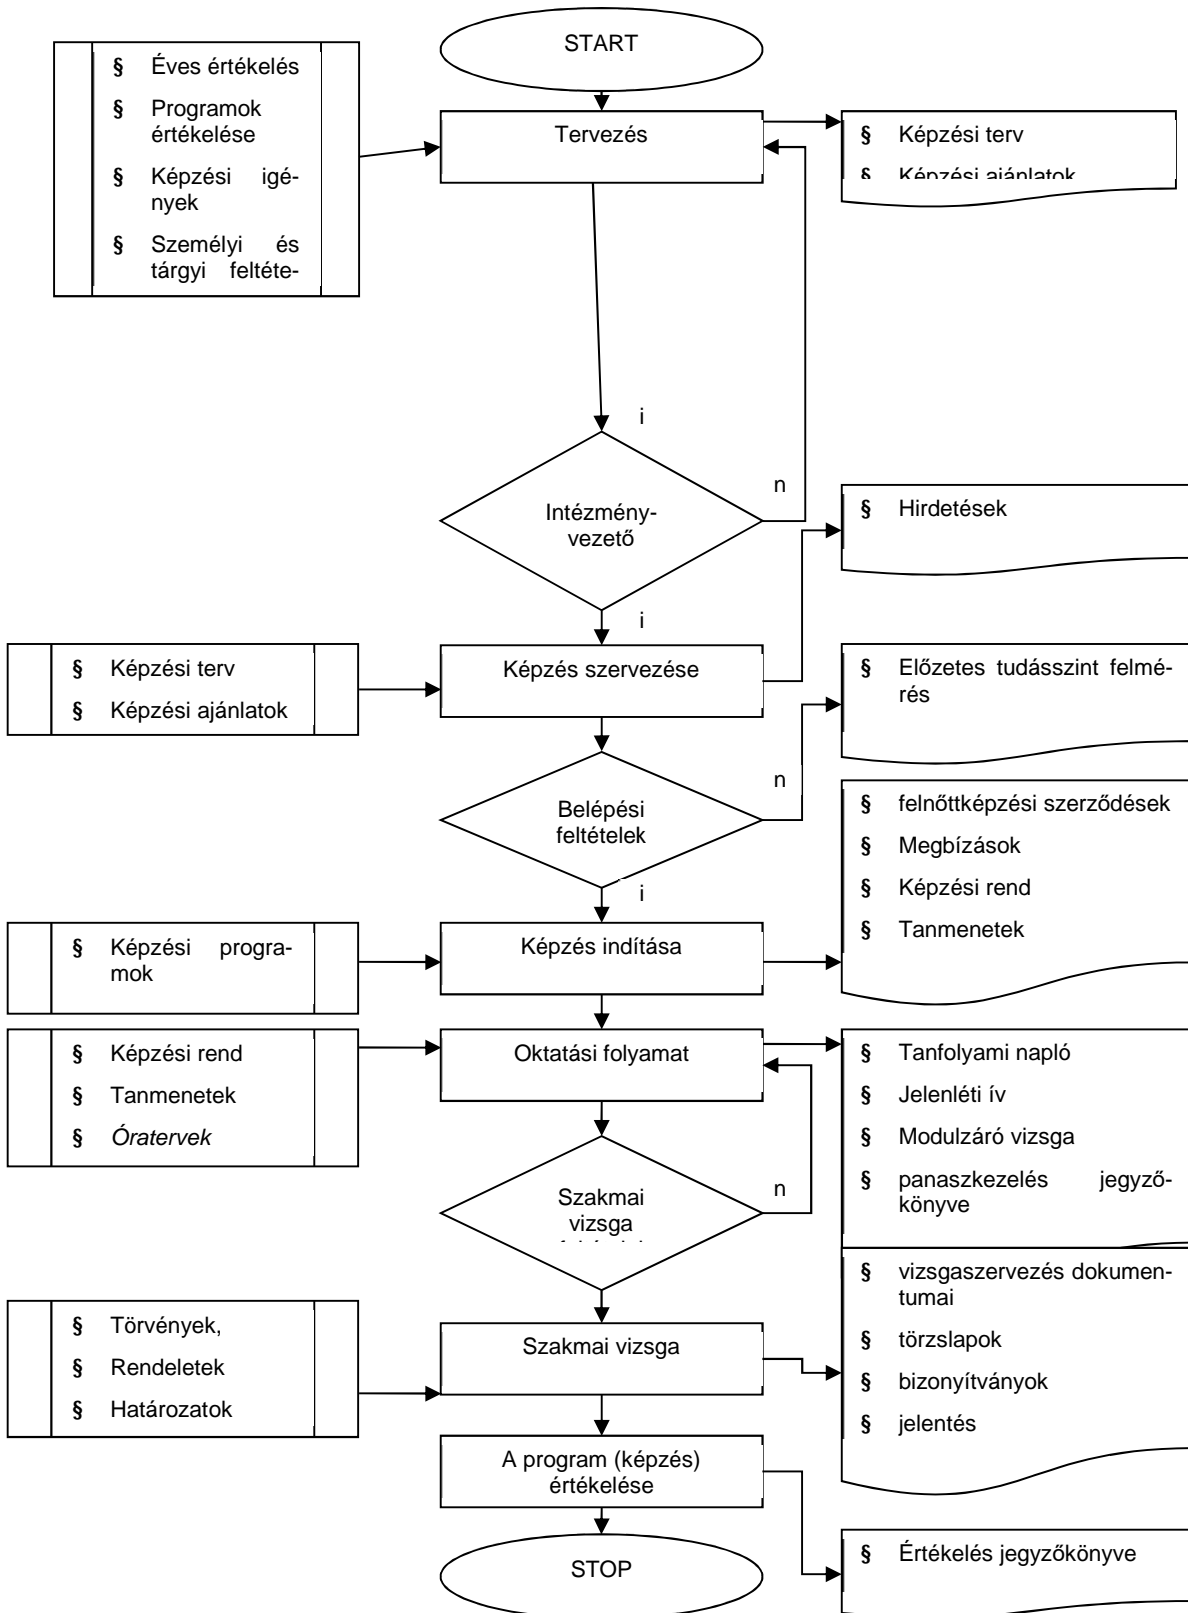 START
§ Éves értékelés
§ Programok
értékelése
§ Képzési igé-
nyek
§ Személyi és
tárgyi feltéte-
Tervezés
§ Képzési terv
§ Képzési ajánlatok
i
n
Intézmény-
vezető
§ Hirdetések
i
§ Képzési terv
§ Képzési ajánlatok
Képzés szervezése
§ Előzetes tudásszint felmé-
rés
n
Belépési
feltételek
i
§ felnőttképzési szerződések
§ Megbízások
§ Képzési rend
§ Tanmenetek
§ Képzési progra-
mok
Képzés indítása
§ Képzési rend
§ Tanmenetek
§ Óratervek
Oktatási folyamat
§ Tanfolyami napló
§ Jelenléti ív
§ Modulzáró vizsga
§ panaszkezelés jegyző-
könyve
n
Szakmai
vizsga
§ vizsgaszervezés dokumen-
tumai
§ törzslapok
§ bizonyítványok
§ jelentés
§ Törvények,
§ Rendeletek
§ Határozatok
Szakmai vizsga
A program (képzés)
értékelése
§ Értékelés jegyzőkönyve
STOP